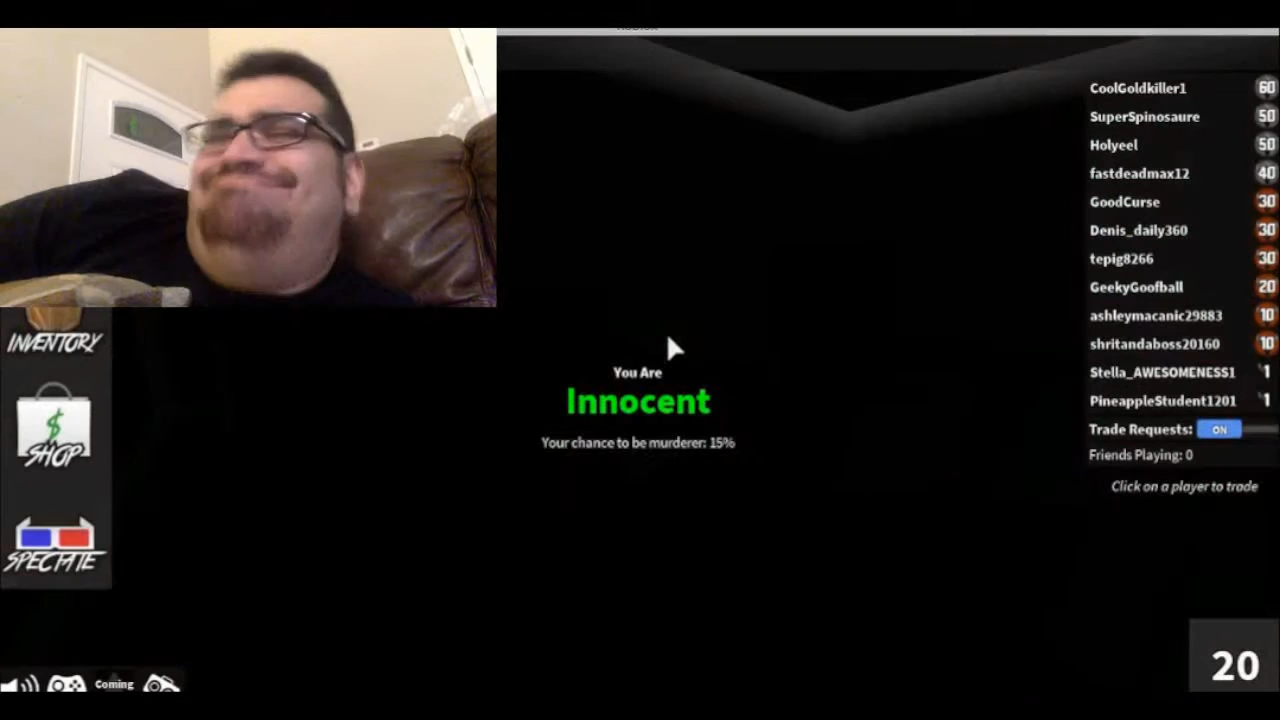 CoolGoldkiller1 60
SuperSpinosaure 50
Holyeel 50
fastdeadmax12 40
GoodCurse 30
Denis_daily360 30
tepig8266 30
GeekyGoofball 20
ashleymacanic29883 10
shritandaboss20160 10
Stella_AWESOMENESS1 1
PineappleStudent1201 1
Trade Requests: ON
Friends Playing: 0
Click on a player to trade
INVENTORY
$
SHOP
SPECTATE
You Are
Innocent
Your chance to be murderer: 15%
Coming
20